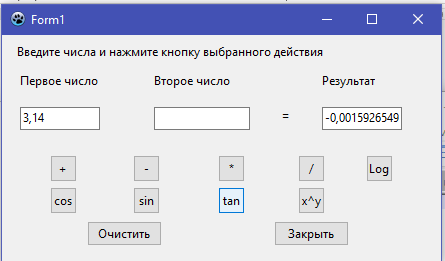 Form1
Введите числа и нажмите кнопку выбранного действия
Первое число Второе число Результат
3,14 = -0,0015926549
+ - * / Log
cos sin tan x^y
Очистить Закрыть